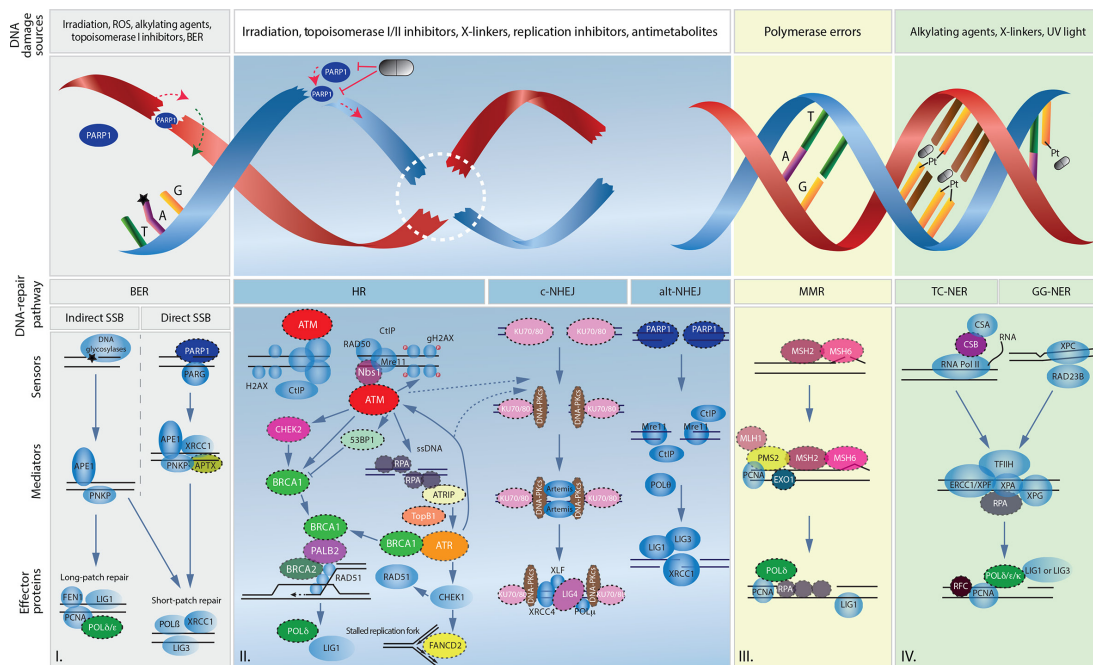 DNA
damage
sources
Irradiation, ROS, alkylating agents,
topoisomerase I inhibitors, BER
Irradiation, topoisomerase I/II inhibitors, X-linkers, replication inhibitors, antimetabolites
Polymerase errors
Alkylating agents, X-linkers, UV light
PARP1
PARP1
T
A
G
PARP1
PARP1
T
A
G
Pt
Pt
Pt
DNA-repair
pathway
BER
HR
c-NHEJ
alt-NHEJ
MMR
TC-NER
GG-NER
Indirect SSB
Direct SSB
Sensors
Mediators
Effector
proteins
DNA
glycosylases
PARP1
PARG
APE1
PNKP
APE1
XRCC1
PNKP
APTX
Long-patch repair
FEN1
LIG1
PCNA
POLδ/ε
Short-patch repair
POLß
XRCC1
LIG3
I.
ATM
CtIP
RAD50
gH2AX
Mre11
Nbs1
H2AX
CtIP
ATM
CHEK2
53BP1
ssDNA
RPA
RPA
BRCA1
ATRIP
TopB1
BRCA1
BRCA1
ATR
PALB2
BRCA2
RAD51
RAD51
CHEK1
POLδ
LIG1
Stalled replication fork
FANCD2
II.
KU70/80
KU70/80
KU70/80
DNA-PKcs
DNA-PKcs
KU70/80
KU70/80
DNA-PKcs
Artemis
Artemis
DNA-PKcs
KU70/80
XLF
KU70/80
DNA-PKcs
LIG4
DNA-PKcs
KU70/80
XRCC4
POLμ
PARP1
PARP1
CtIP
Mre11
Mre11
CtIP
POLθ
LIG1
LIG3
XRCC1
MSH2
MSH6
MLH1
PMS2
MSH2
MSH6
PCNA
EXO1
POLδ
PCNA
RPA
LIG1
III.
CSA
CSB
RNA
RNA Pol II
XPC
RAD23B
TFIIH
ERCC1/XPF
XPA
XPG
RPA
POLδ/ε/κ
LIG1 or LIG3
RFC
PCNA
IV.